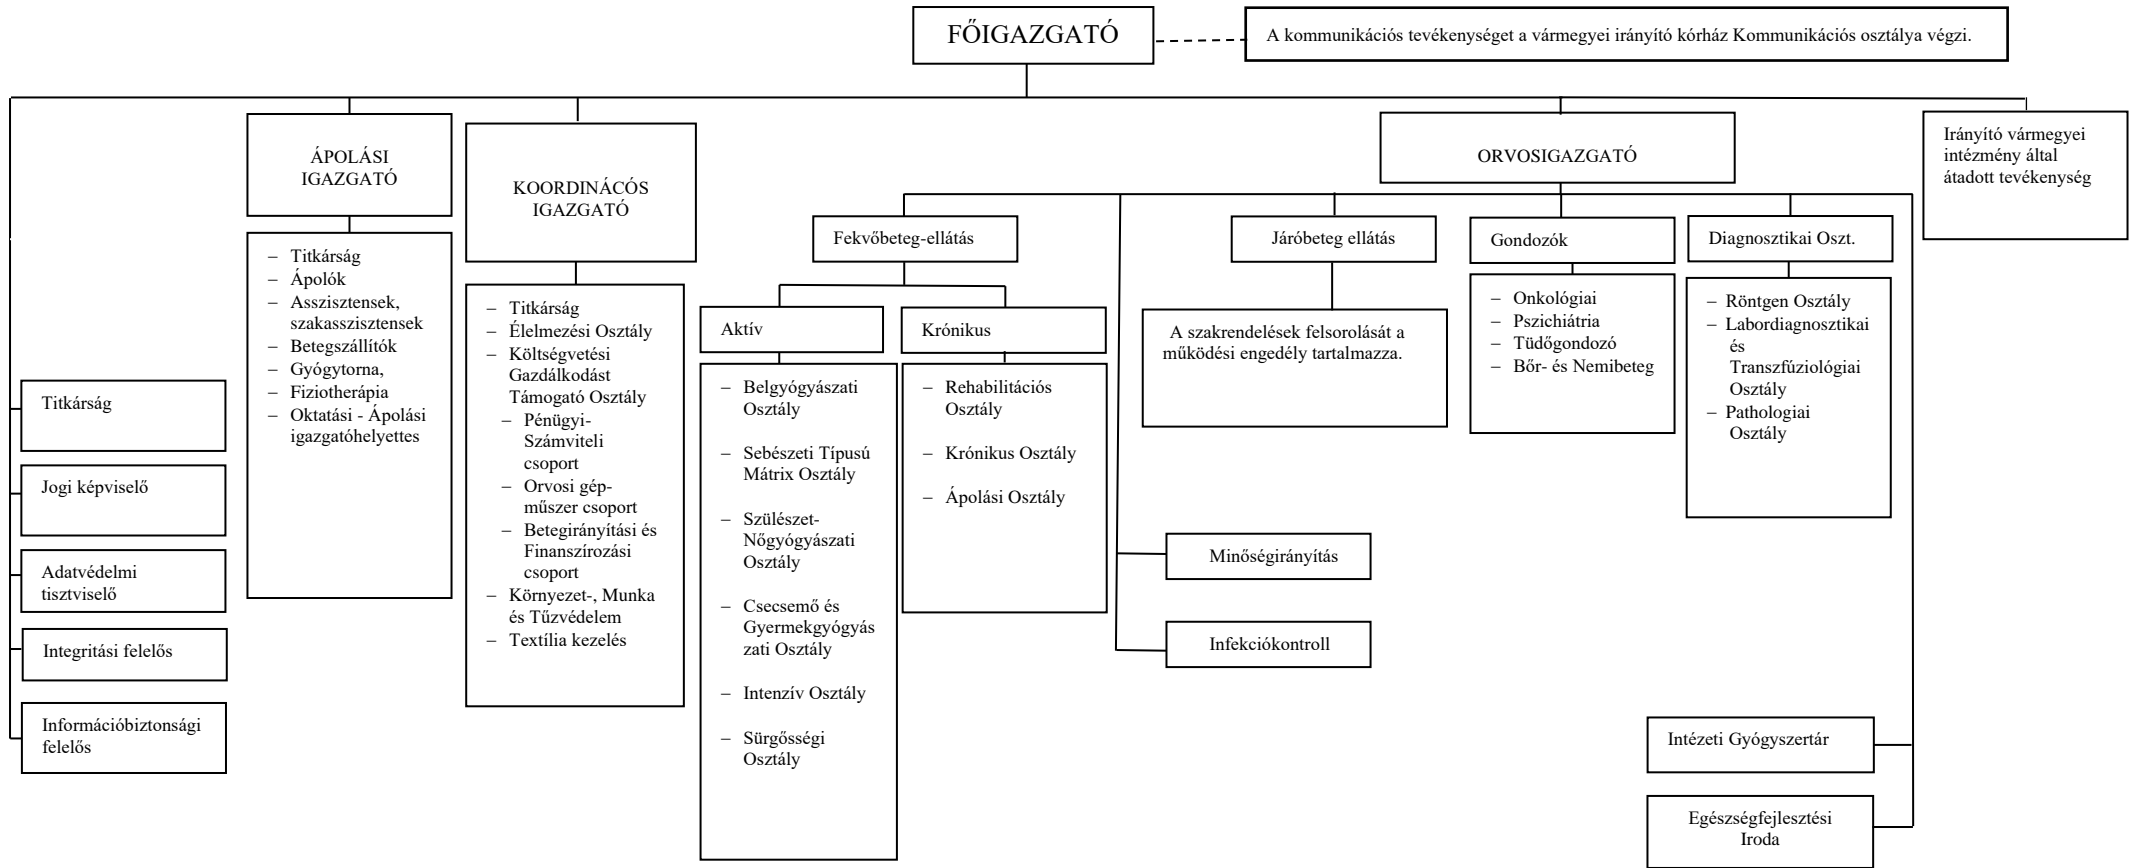 FŐIGAZGATÓ
A kommunikációs tevékenységet a vármegyei irányító kórház Kommunikációs osztálya végzi.
ÁPOLÁSI
IGAZGATÓ
KOORDINÁCÓS
IGAZGATÓ
ORVOSIGAZGATÓ
Irányító vármegyei
intézmény által
átadott tevékenység
Titkárság
Jogi képviselő
Adatvédelmi
tisztviselő
Integritási felelős
Információbiztonsági
felelős
– Titkárság
– Ápolók
– Asszisztensek,
szakasszisztensek
– Betegszállítók
– Gyógytorna,
– Fiziotherápia
– Oktatási - Ápolási
igazgatóhelyettes
– Titkárság
– Élelmezési Osztály
– Költségvetési
Gazdálkodást
Támogató Osztály
– Pénügyi-
Számviteli
csoport
– Orvosi gép-
műszer csoport
– Betegirányítási és
Finanszírozási
csoport
– Környezet-, Munka
és Tűzvédelem
– Textília kezelés
Fekvőbeteg-ellátás
Aktív
– Belgyógyászati
Osztály
– Sebészeti Típusú
Mátrix Osztály
– Szülészet-
Nőgyógyászati
Osztály
– Csecsemő és
Gyermekgyógyás
zati Osztály
– Intenzív Osztály
– Sürgősségi
Osztály
Krónikus
– Rehabilitációs
Osztály
– Krónikus Osztály
– Ápolási Osztály
Járóbeteg ellátás
A szakrendelések felsorolását a
működési engedély tartalmazza.
Minőségirányítás
Infekciókontroll
Gondozók
– Onkológiai
– Pszichiátria
– Tüdőgondozó
– Bőr- és Nemibeteg
Diagnosztikai Oszt.
– Röntgen Osztály
– Labordiagnosztikai
és
Transzfúziológiai
Osztály
– Pathologiai
Osztály
Intézeti Gyógyszertár
Egészségfejlesztési
Iroda